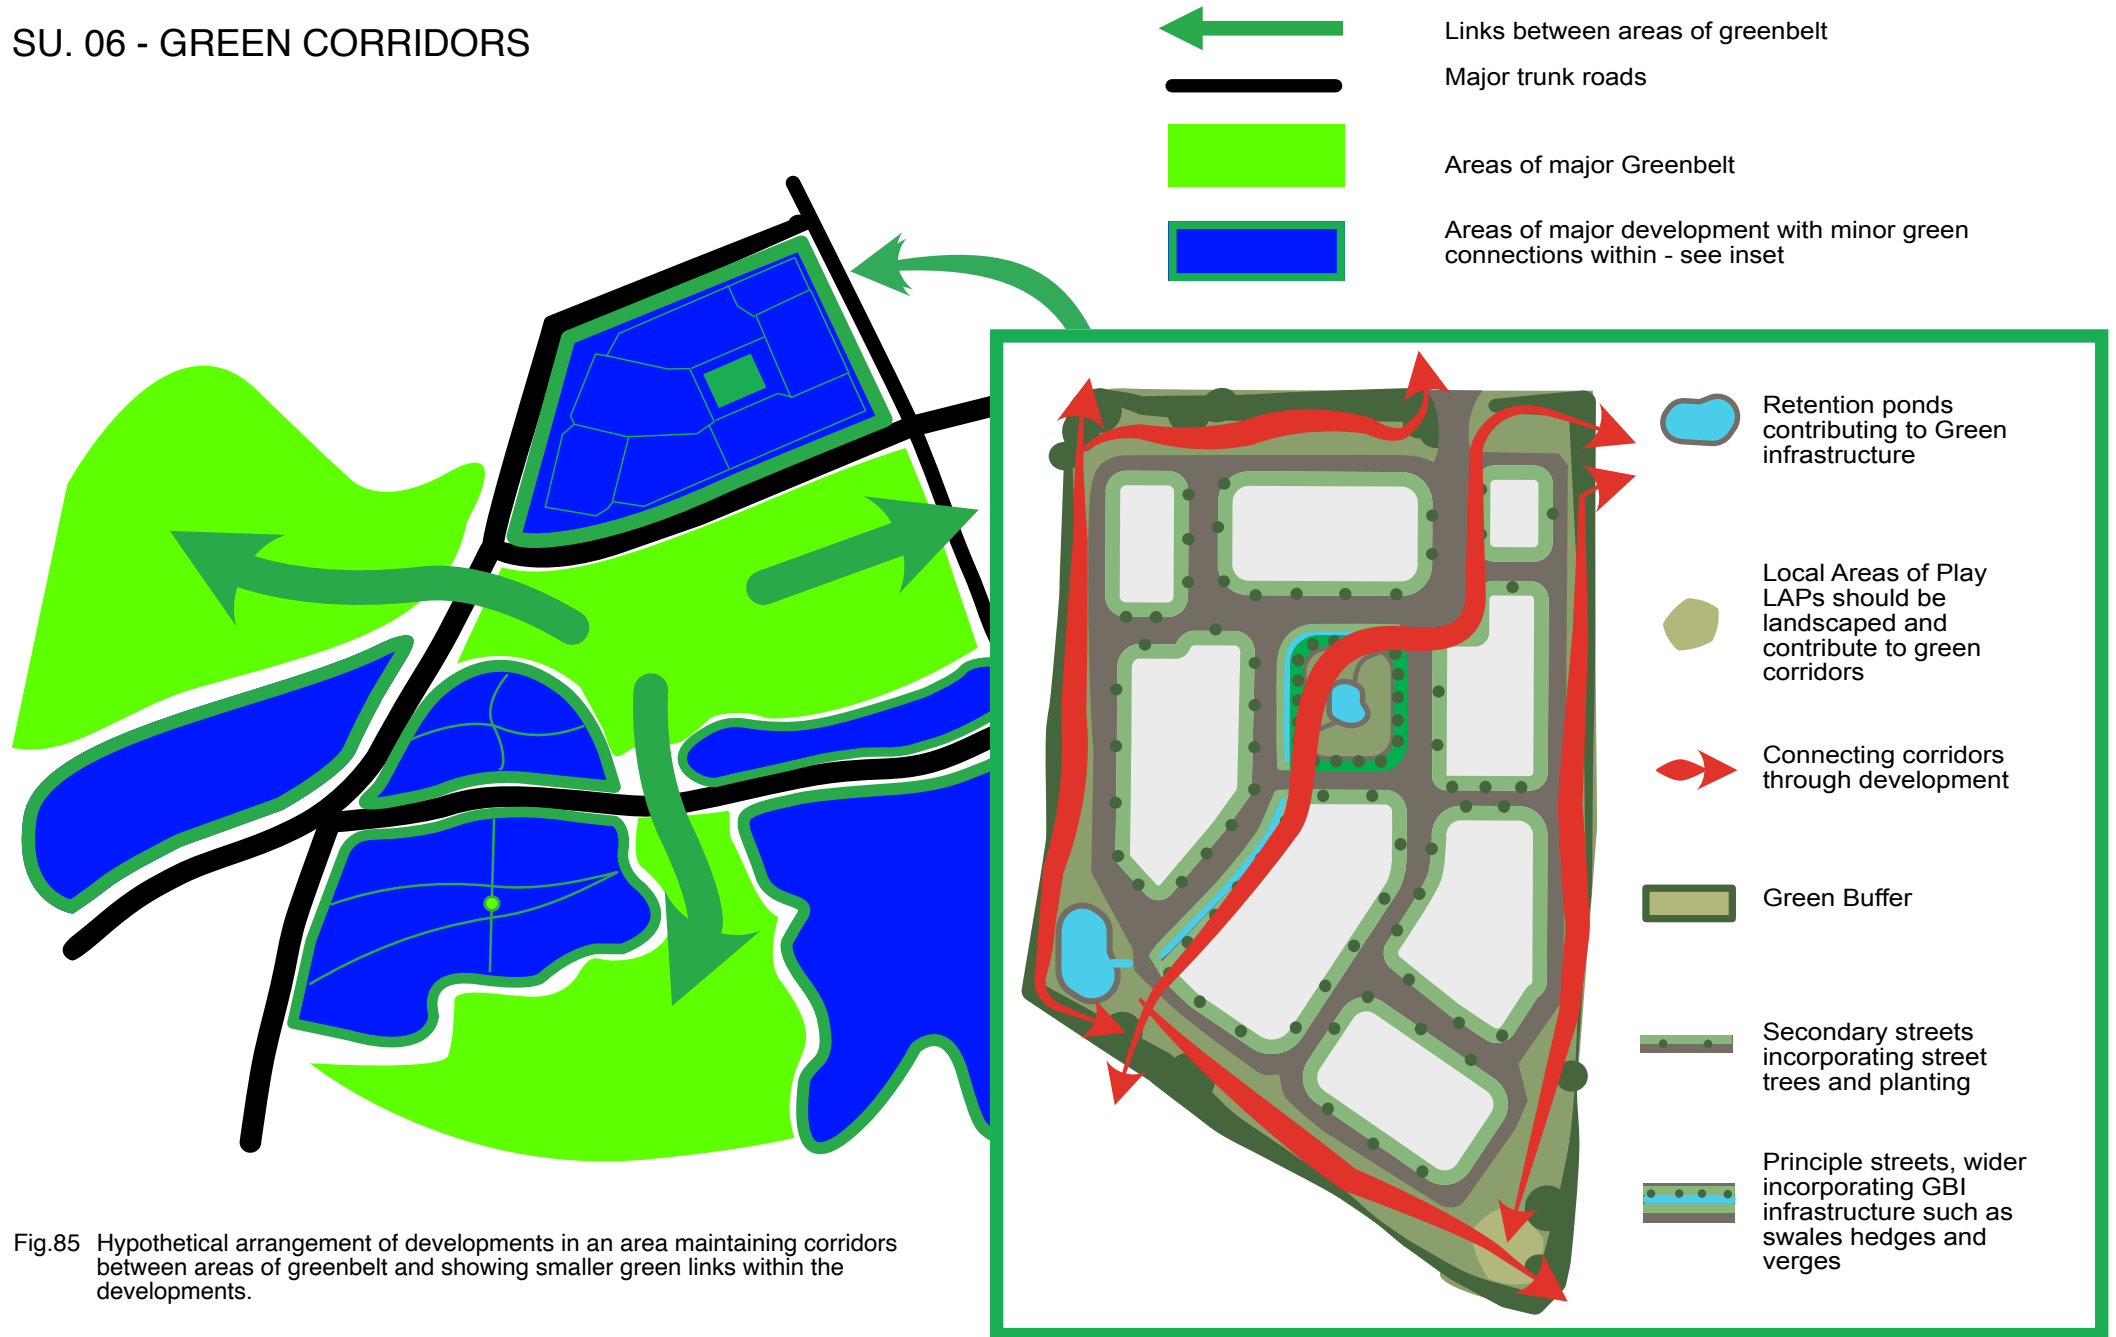 SU. 06 - GREEN CORRIDORS
Links between areas of greenbelt
Major trunk roads
Areas of major Greenbelt
Areas of major development with minor green
connections within - see inset
Retention ponds
contributing to Green
infrastructure
Local Areas of Play
LAPs should be
landscaped and
contribute to green
corridors
Connecting corridors
through development
Green Buffer
Secondary streets
incorporating street
trees and planting
Principle streets, wider
incorporating GBI
infrastructure such as
swales hedges and
verges
Fig.85 Hypothetical arrangement of developments in an area maintaining corridors
between areas of greenbelt and showing smaller green links within the
developments.